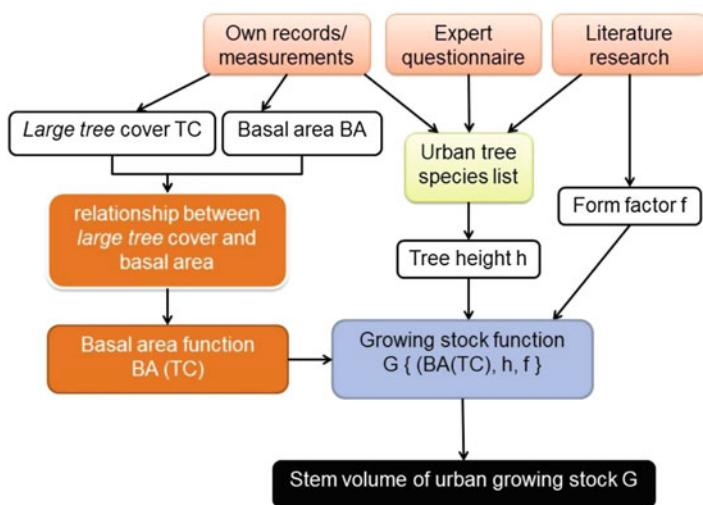 Own records/
measurements
Expert
questionnaire
Literature
research
Large tree cover TC
Basal area BA
Urban tree
species list
relationship between
large tree cover and
basal area
Form factor f
Tree height h
Basal area function
BA (TC)
Growing stock function
G { (BA(TC), h, f }
Stem volume of urban growing stock G